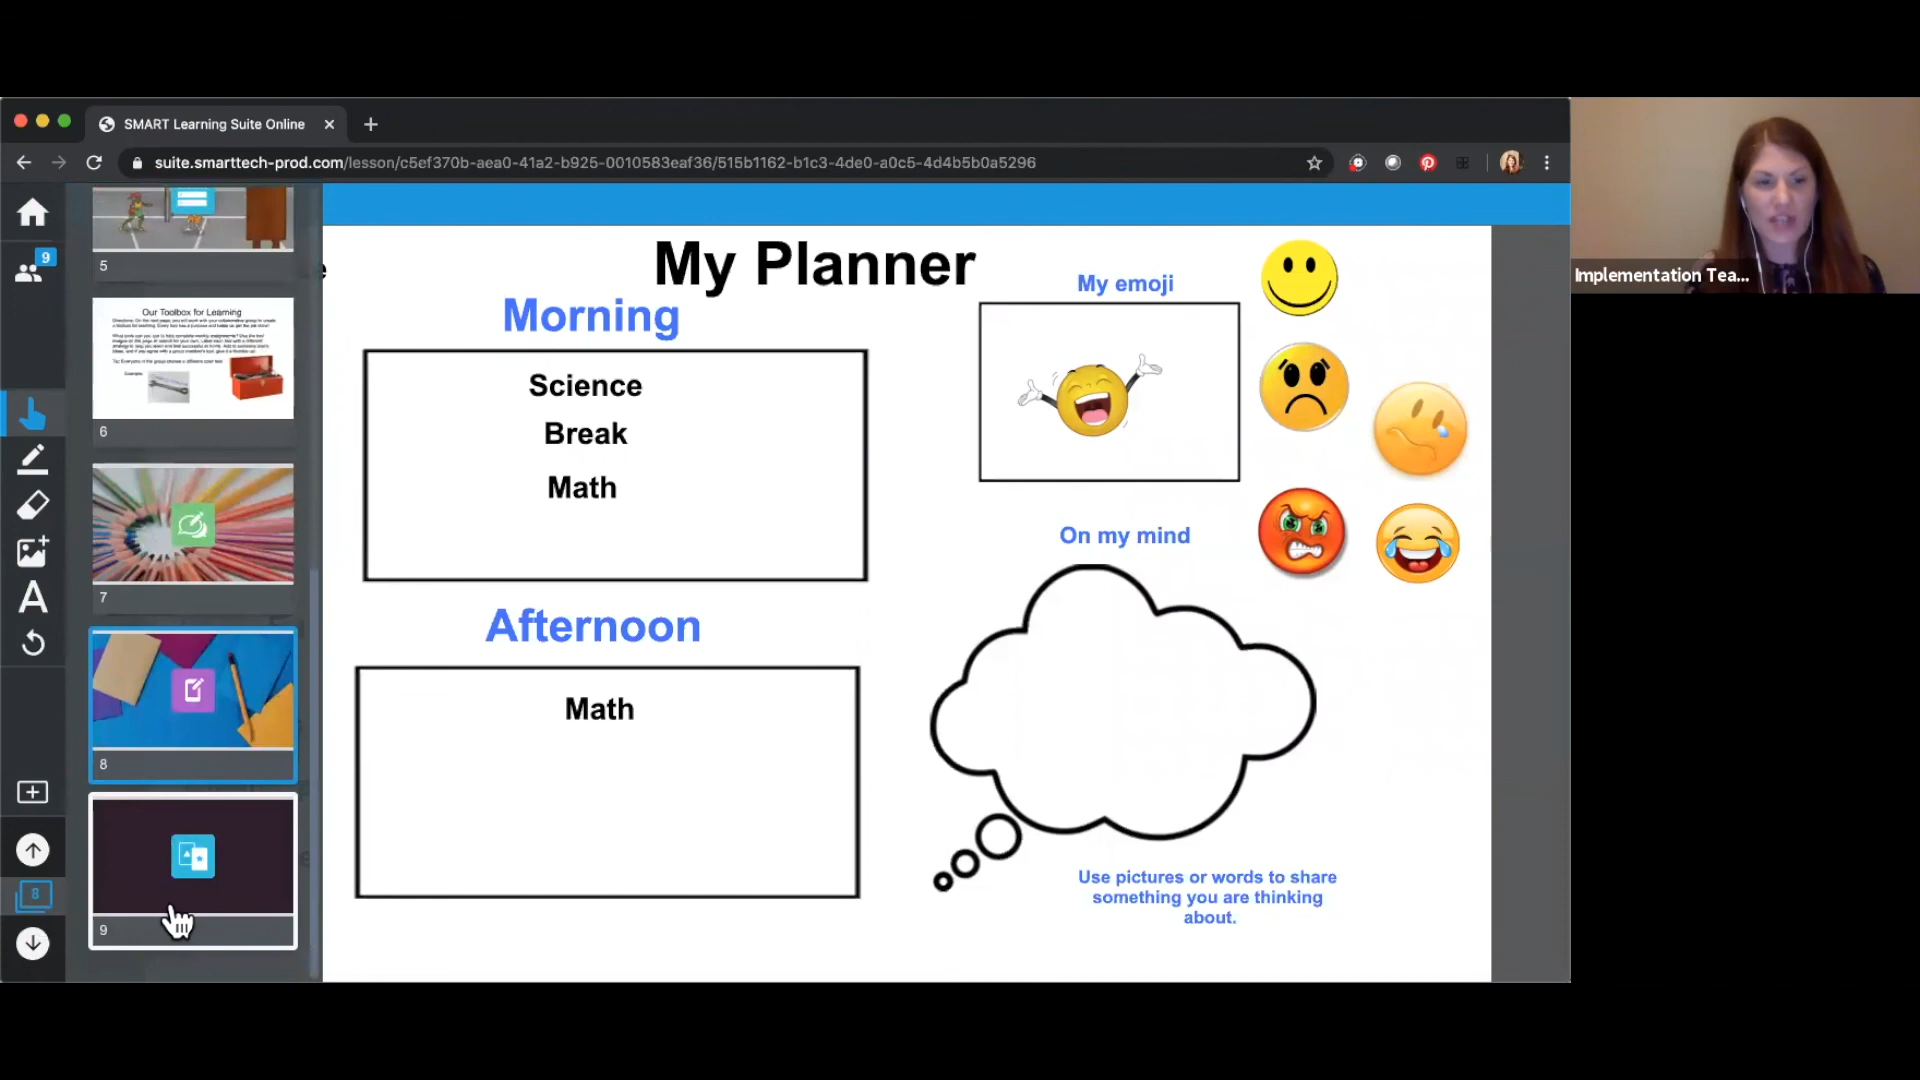 SMART Learning Suite Online
suite.smarttech-prod.com/lesson/c5ef370b-aea0-41a2-b925-0010583eaf36/515b1162-b1c3-4de0-a0c5-4d4b5b0a5296
9
5
Our Toolbox for Learning
6
7
8
9
8
My Planner
Morning
Science
Break
Math
Afternoon
Math
My emoji
On my mind
Use pictures or words to share
something you are thinking
about.
Implementation Tea...